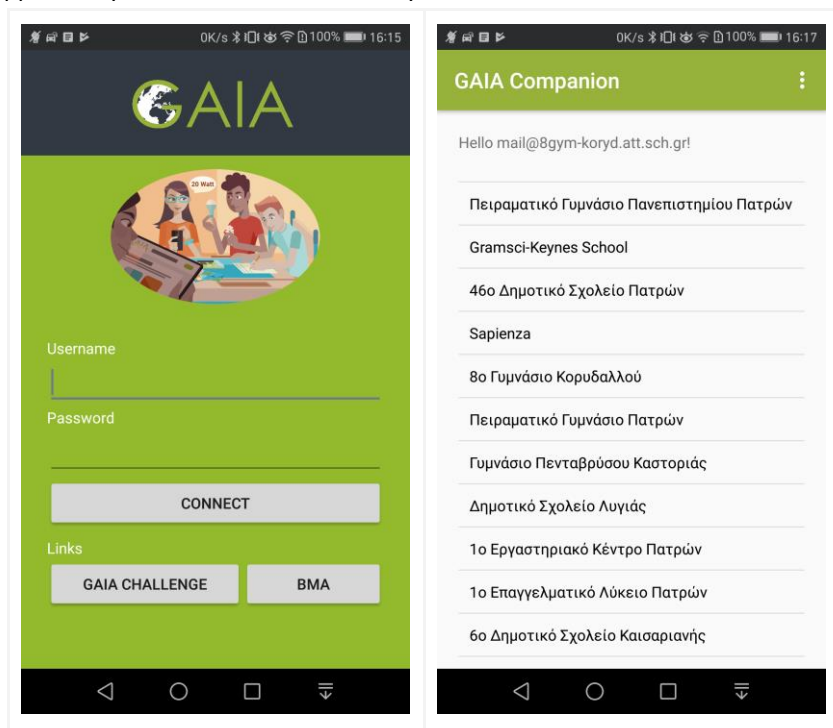 0K/s 100% 16:15
GAIA
20 Watt
Username
Password
CONNECT
Links
GAIA CHALLENGE BMA
0K/s 100% 16:17
GAIA Companion
Hello mail@8gym-koryd.att.sch.gr!
Πειραματικό Γυμνάσιο Πανεπιστημίου Πατρών
Gramsci-Keynes School
46ο Δημοτικό Σχολείο Πατρών
Sapienza
8ο Γυμνάσιο Κορυδαλλού
Πειραματικό Γυμνάσιο Πατρών
Γυμνάσιο Πενταβρύσου Καστοριάς
Δημοτικό Σχολείο Λυγιάς
1ο Εργαστηριακό Κέντρο Πατρών
1ο Επαγγελματικό Λύκειο Πατρών
6ο Δημοτικό Σχολείο Καισαριανής